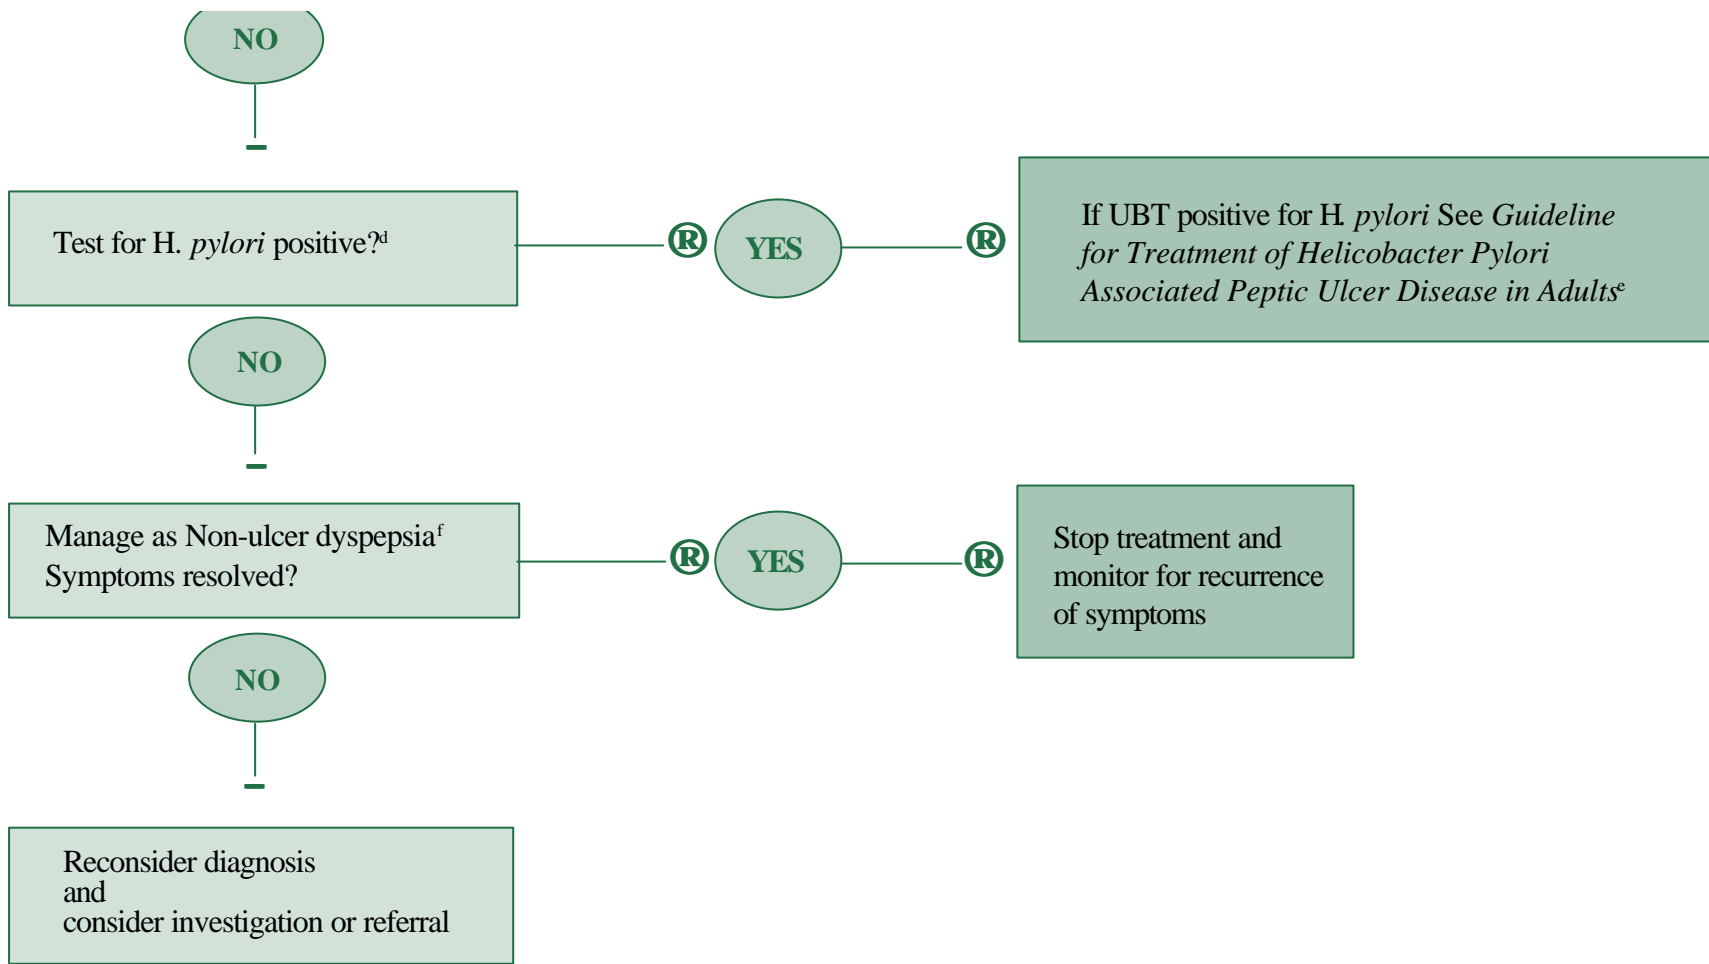 NO
Test for H. pylori positive?ᵈ
®
YES
®
If UBT positive for H. pylori See Guideline
for Treatment of Helicobacter Pylori
Associated Peptic Ulcer Disease in Adultsᵉ
NO
Manage as Non-ulcer dyspepsiaᶠ
Symptoms resolved?
®
YES
®
Stop treatment and
monitor for recurrence
of symptoms
NO
Reconsider diagnosis
and
consider investigation or referral